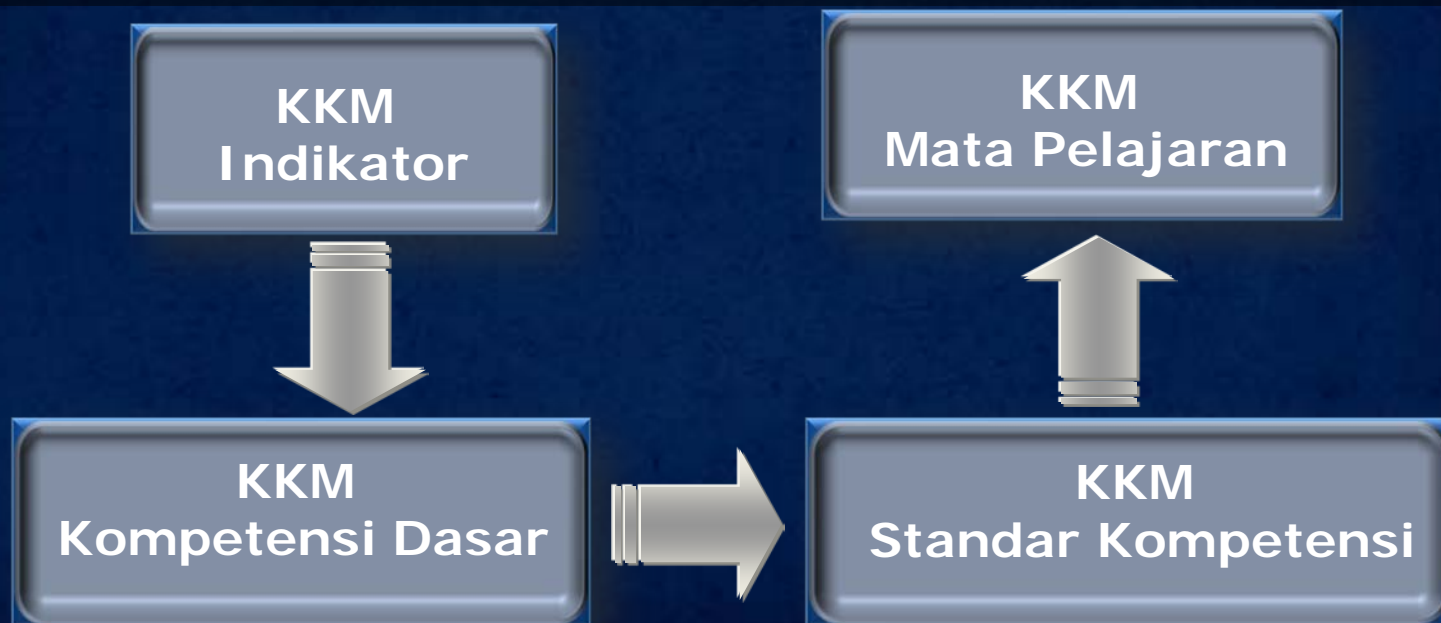 KKM
Indikator
KKM
Kompetensi Dasar
KKM
Standar Kompetensi
KKM
Mata Pelajaran